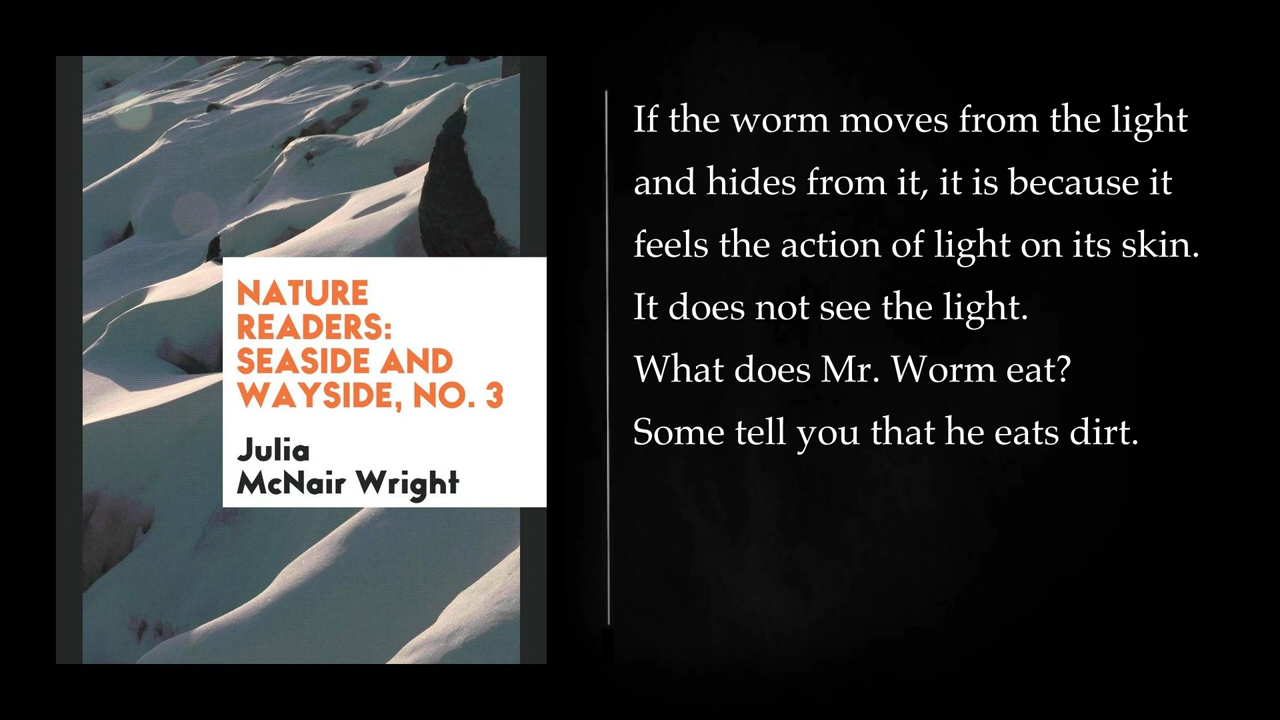 NATURE
READERS:
SEASIDE AND
WAYSIDE, NO. 3
Julia
McNair Wright
If the worm moves from the light
and hides from it, it is because it
feels the action of light on its skin.
It does not see the light.
What does Mr. Worm eat?
Some tell you that he eats dirt.